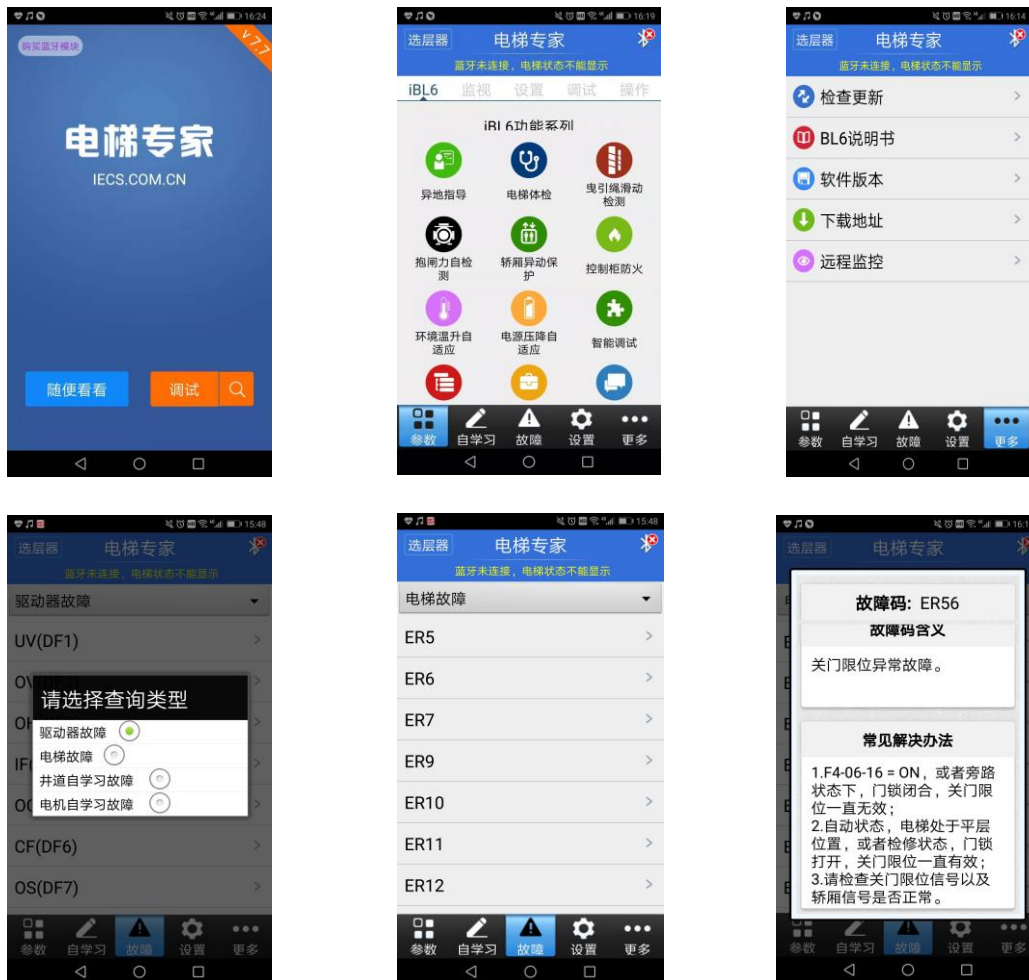 16:24
购买蓝牙模块
v 7.7
电梯专家
IECS.COM.CN
随便看看
调试
16:19
选层器
电梯专家
蓝牙未连接，电梯状态不能显示
iBL6 监视 设置 调试 操作
iBL6功能系列
异地指导
电梯体检
曳引绳滑动
检测
抱闸力自检
测
轿厢异动保
护
控制柜防火
环境温升自
适应
电源压降自
适应
智能调试
参数 自学习 故障 设置 更多
16:14
选层器
电梯专家
蓝牙未连接，电梯状态不能显示
检查更新
BL6说明书
软件版本
下载地址
远程监控
参数 自学习 故障 设置 更多
15:48
选层器
电梯专家
蓝牙未连接，电梯状态不能显示
驱动器故障
UV(DF1)
请选择查询类型
驱动器故障
电梯故障
井道自学习故障
电机自学习故障
CF(DF6)
OS(DF7)
参数 自学习 故障 设置 更多
15:48
选层器
电梯专家
蓝牙未连接，电梯状态不能显示
电梯故障
ER5
ER6
ER7
ER9
ER10
ER11
ER12
参数 自学习 故障 设置 更多
选层器
电梯专家
故障码: ER56
故障码含义
关门限位异常故障。
常见解决办法
1.F4-06-16 = ON，或者旁路
状态下，门锁闭合，关门限
位一直无效；
2.自动状态，电梯处于平层
位置，或者检修状态，门锁
打开，关门限位一直有效；
3.请检查关门限位信号以及
轿厢信号是否正常。
参数 自学习 故障 设置 更多